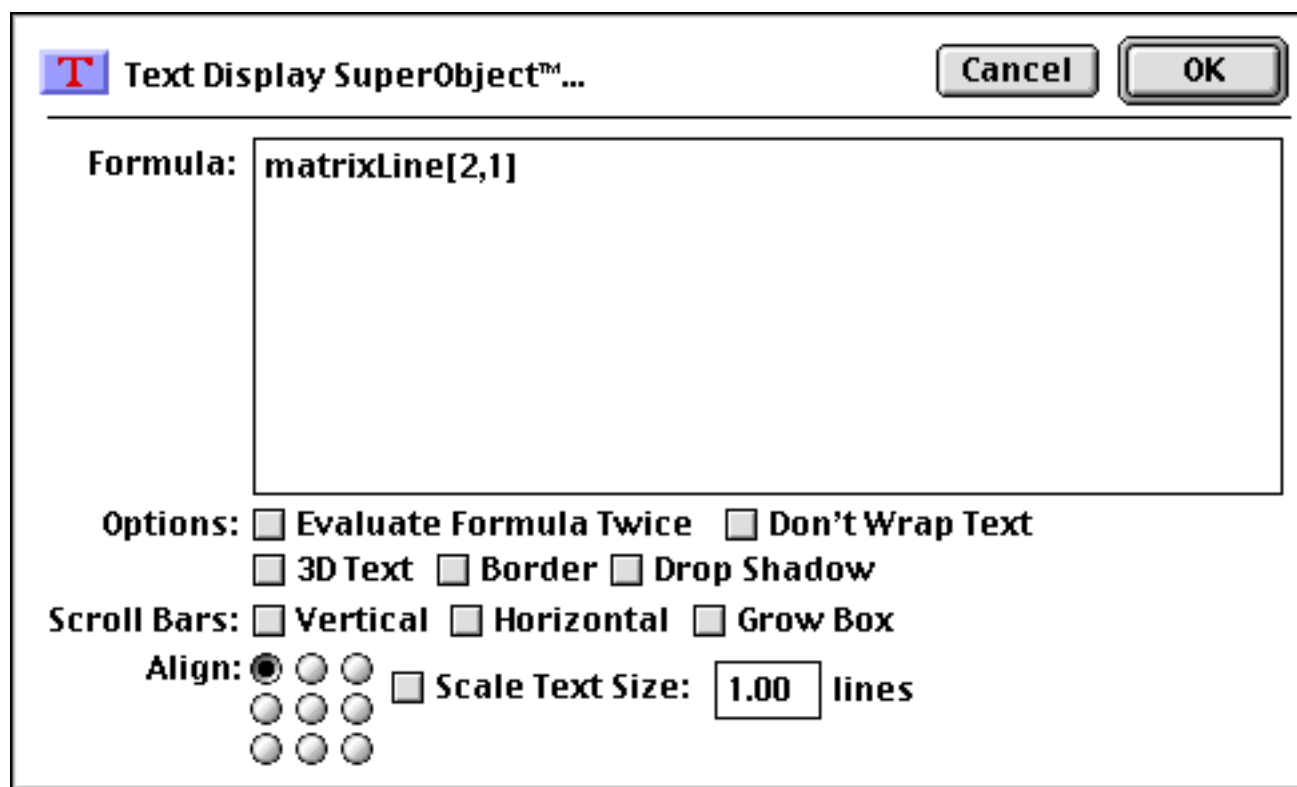 T Text Display SuperObject™... Cancel OK
Formula: matrixLine[2,1]
Options: Evaluate Formula Twice Don't Wrap Text
3D Text Border Drop Shadow
Scroll Bars: Vertical Horizontal Grow Box
Align: Scale Text Size: 1.00 lines